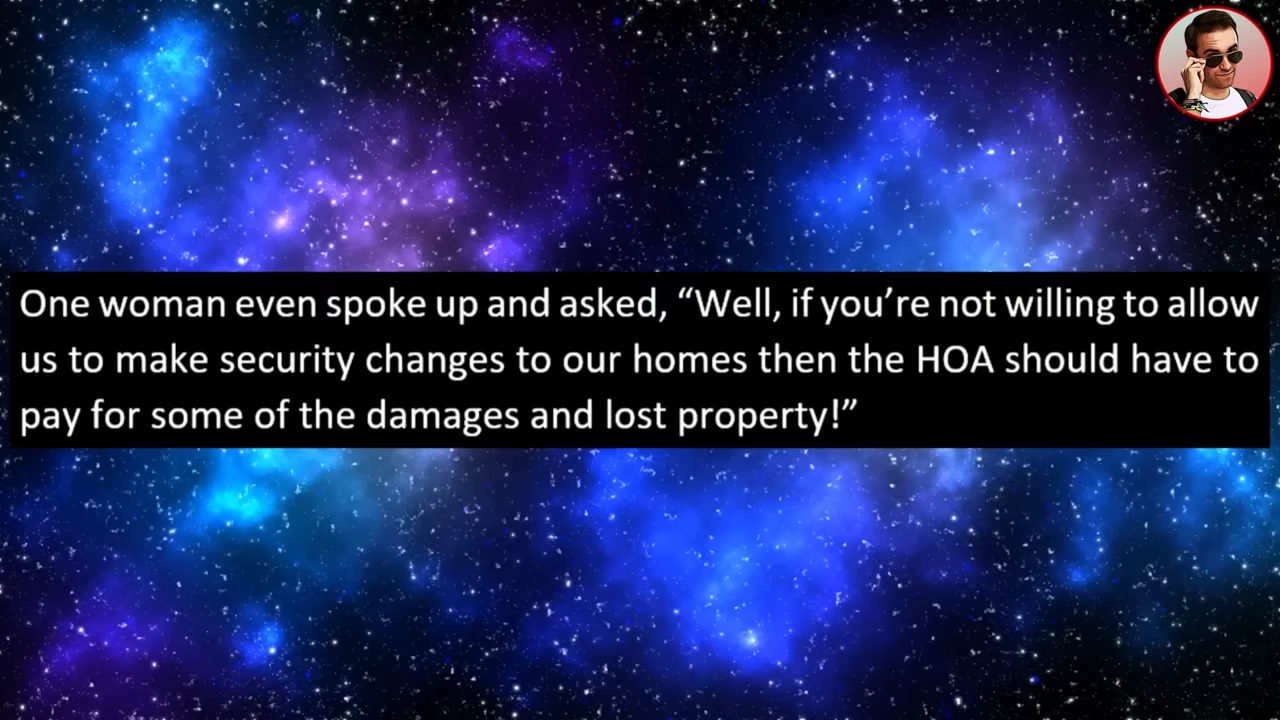 One woman even spoke up and asked, “Well, if you’re not willing to allow
us to make security changes to our homes then the HOA should have to
pay for some of the damages and lost property!”